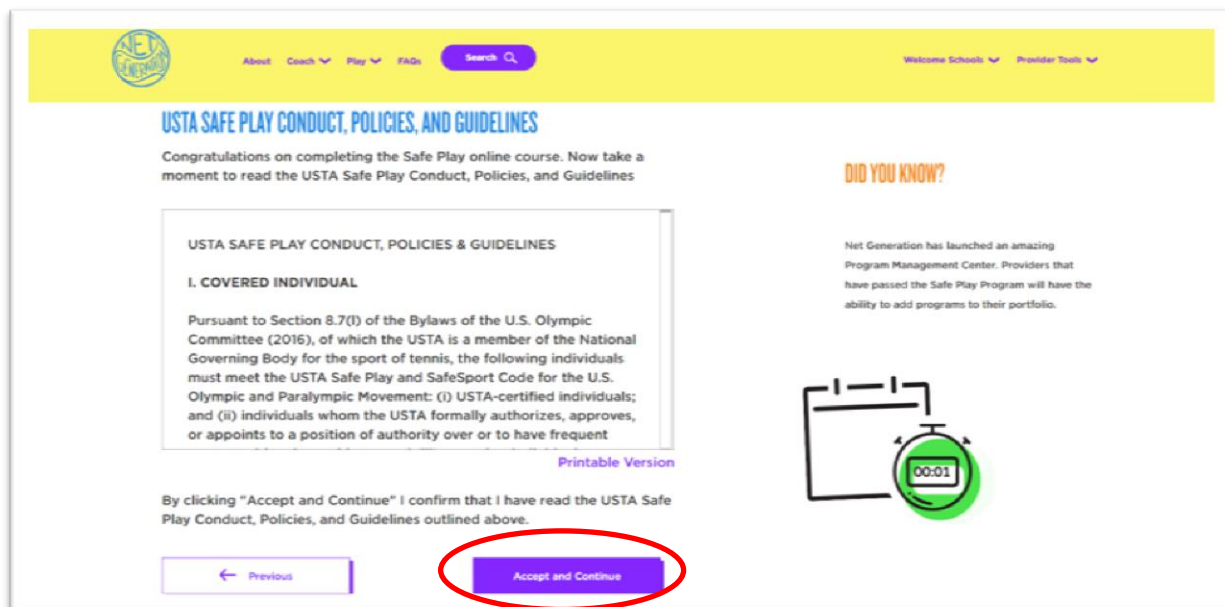 NET
GENERATION
About Coach Play FAQs Search Welcome Schools Provider Tools
USTA SAFE PLAY CONDUCT, POLICIES, AND GUIDELINES
Congratulations on completing the Safe Play online course. Now take a
moment to read the USTA Safe Play Conduct, Policies, and Guidelines
USTA SAFE PLAY CONDUCT, POLICIES & GUIDELINES
I. COVERED INDIVIDUAL
Pursuant to Section 8.7(l) of the Bylaws of the U.S. Olympic
Committee (2016), of which the USTA is a member of the National
Governing Body for the sport of tennis, the following individuals
must meet the USTA Safe Play and SafeSport Code for the U.S.
Olympic and Paralympic Movement: (i) USTA-certified individuals;
and (ii) individuals whom the USTA formally authorizes, approves,
or appoints to a position of authority over or to have frequent
Printable Version
By clicking "Accept and Continue" I confirm that I have read the USTA Safe
Play Conduct, Policies, and Guidelines outlined above.
Previous
Accept and Continue
DID YOU KNOW?
Net Generation has launched an amazing
Program Management Center. Providers that
have passed the Safe Play Program will have the
ability to add programs to their portfolio.
00:01